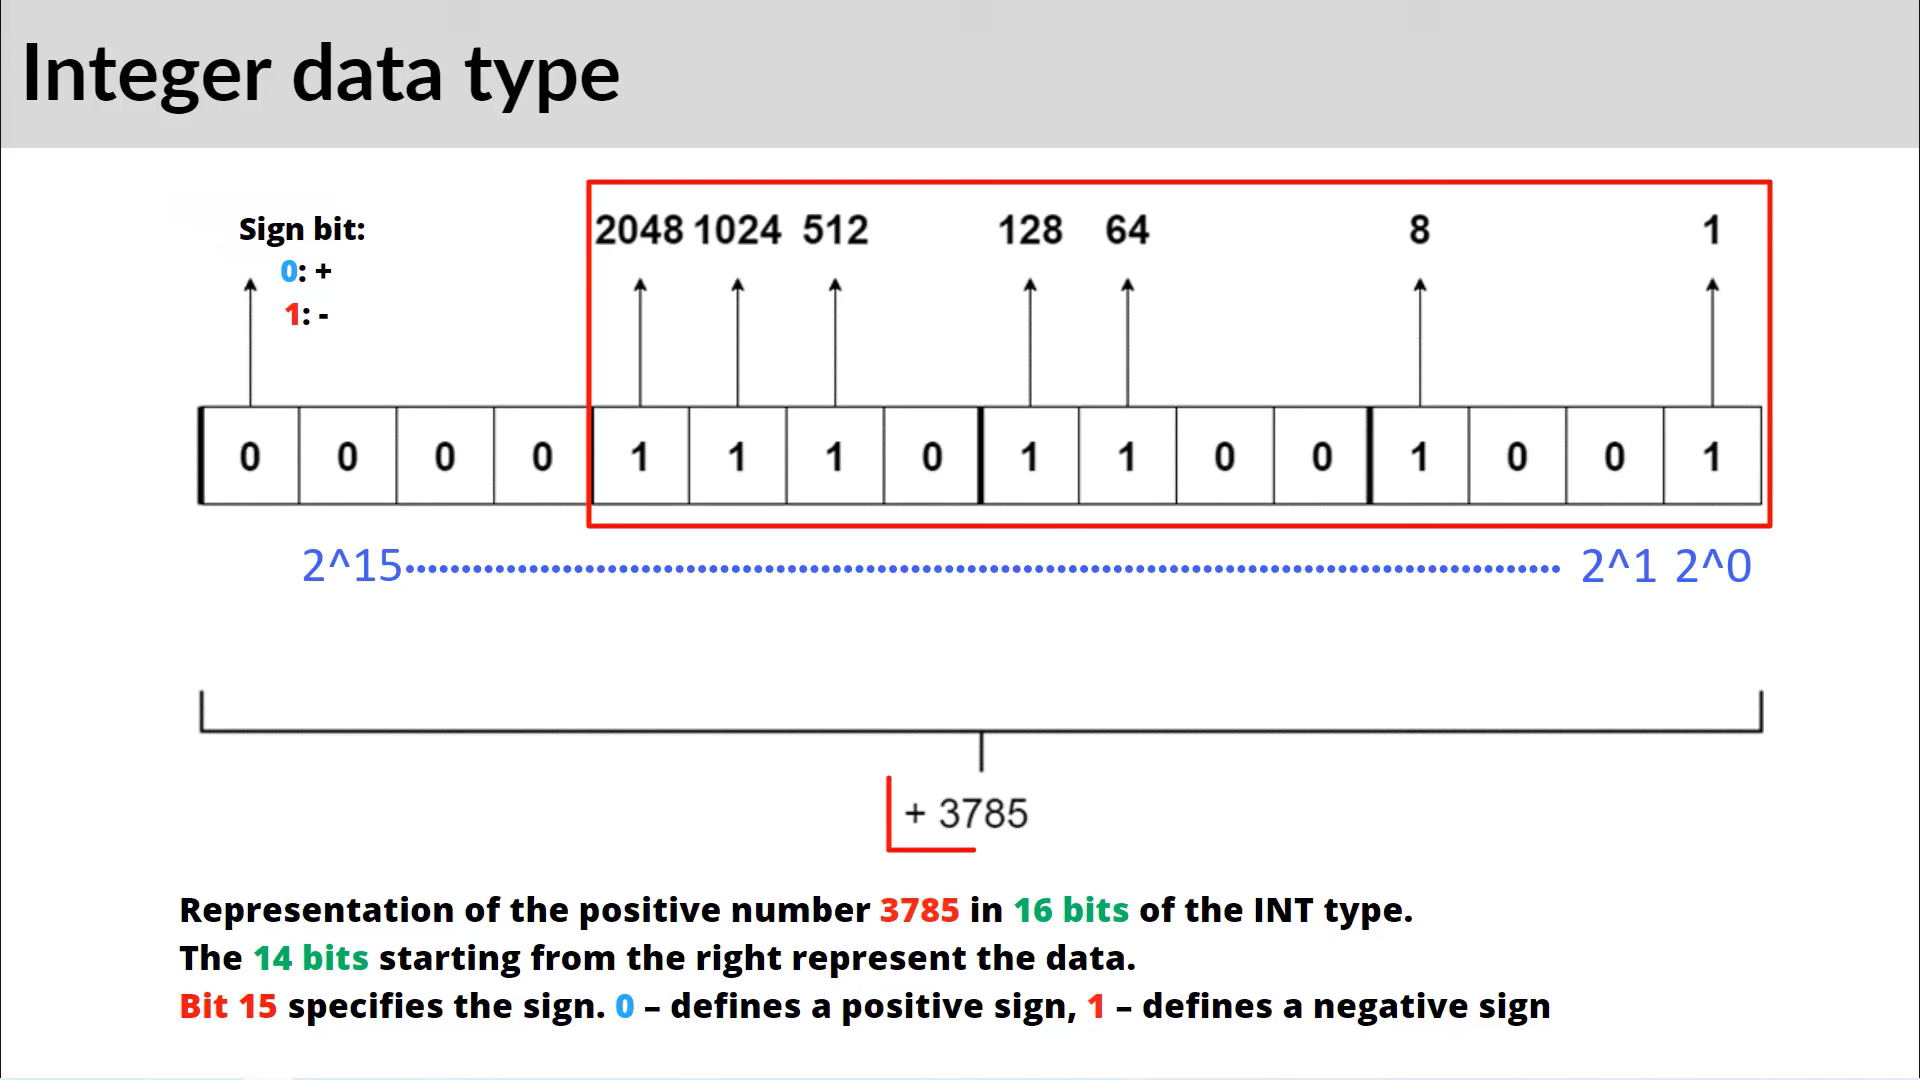 Integer data type
Sign bit:
0: +
1: -
2048 1024 512 128 64 8 1
0 0 0 0 1 1 1 0 1 1 0 0 1 0 0 1
2^15 2^1 2^0
+ 3785
Representation of the positive number 3785 in 16 bits of the INT type.
The 14 bits starting from the right represent the data.
Bit 15 specifies the sign. 0 – defines a positive sign, 1 – defines a negative sign